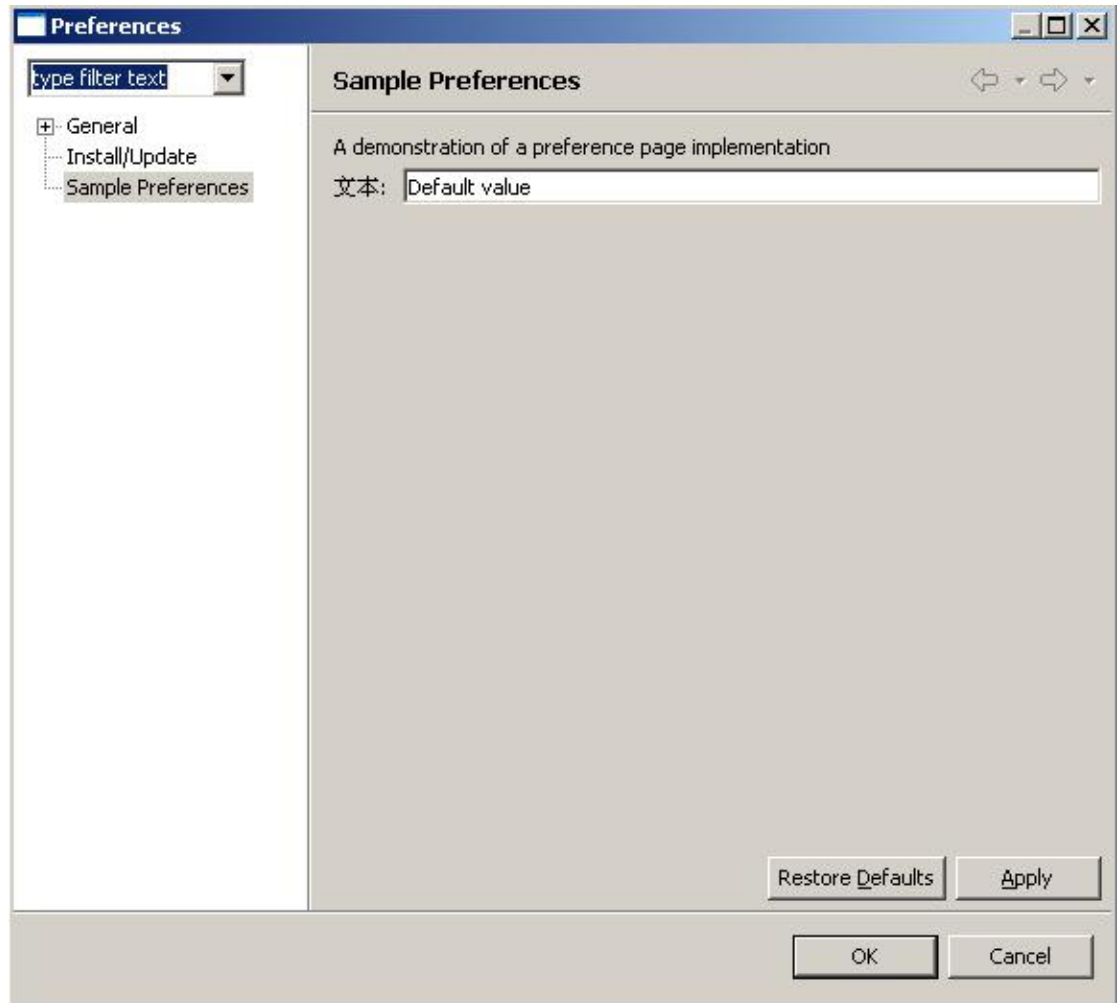 Preferences
type filter text
General
Install/Update
Sample Preferences
Sample Preferences
A demonstration of a preference page implementation
文本: Default value
Restore Defaults Apply
OK Cancel